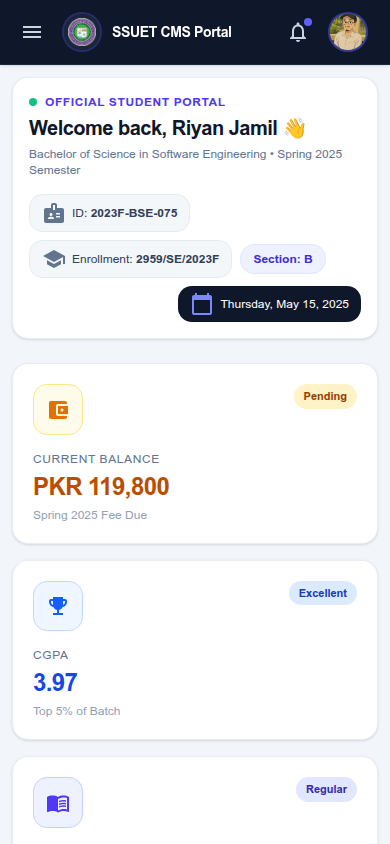 SSUET CMS Portal
OFFICIAL STUDENT PORTAL
Welcome back, Riyan Jamil 👋
Bachelor of Science in Software Engineering • Spring 2025
Semester
ID: 2023F-BSE-075
Enrollment: 2959/SE/2023F
Section: B
Thursday, May 15, 2025
Pending
CURRENT BALANCE
PKR 119,800
Spring 2025 Fee Due
Excellent
CGPA
3.97
Top 5% of Batch
Regular